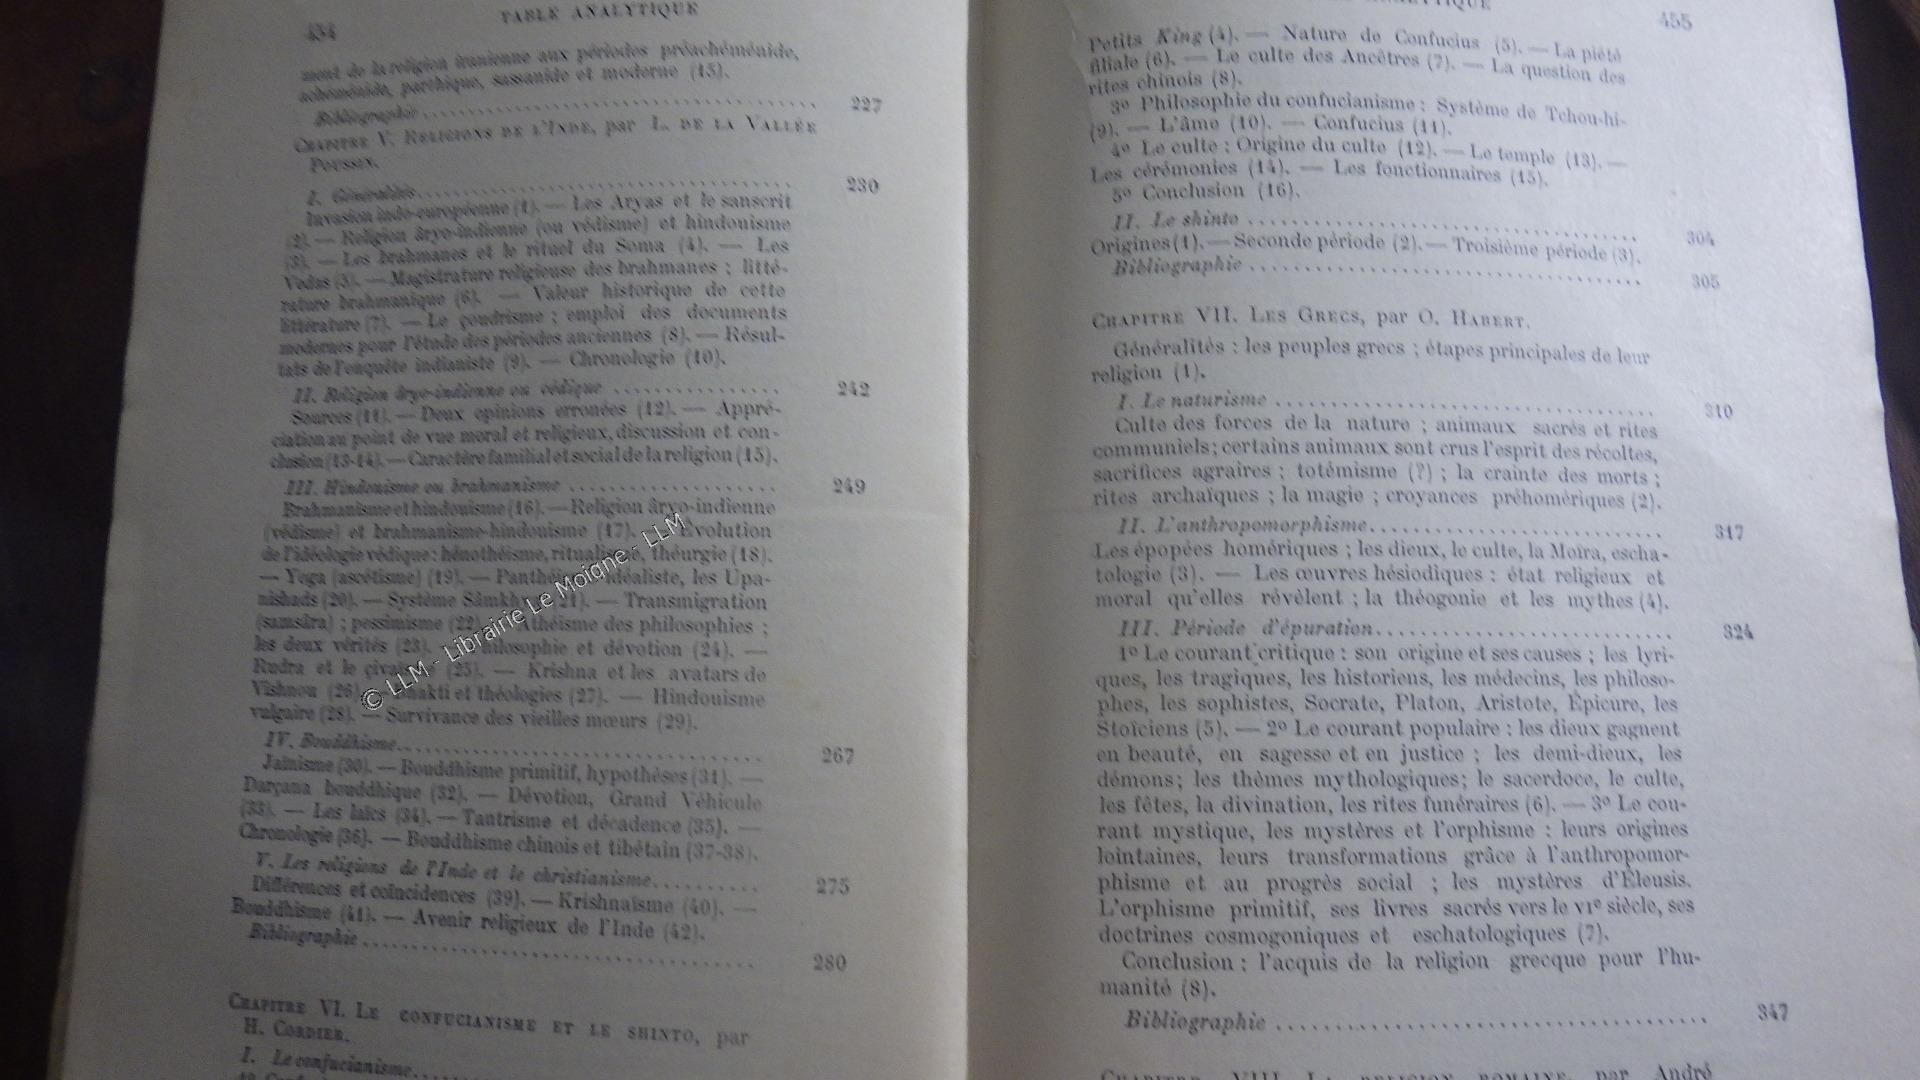 454
TABLE ANALYTIQUE
ment de la religion iranienne aux périodes préachéménide,
achéménide, parthique, sassanide et moderne (15).
Bibliographie 227
CHAPITRE V. RELIGIONS DE L'INDE, par L. DE LA VALLÉE
POUSSIN.
I. Généralités 230
Invasion indo-européenne (1). — Les Aryas et le sanscrit
(2). — Religion âryo-indienne (ou védisme) et hindouisme
(3). — Les brahmanes et le rituel du Soma (4). — Les
Vedas (5). — Magistrature religieuse des brahmanes ; litté-
rature brahmanique (6). — Valeur historique de cette
littérature (7). — Le çoudrisme ; emploi des documents
modernes pour l'étude des périodes anciennes (8). — Résul-
tats de l'enquête indianiste (9). — Chronologie (10).
II. Religion âryo-indienne ou védique 242
Sources (11). — Deux opinions erronées (12). — Appré-
ciation au point de vue moral et religieux, discussion et con-
clusion (13-14). — Caractère familial et social de la religion (15).
III. Hindouisme ou brahmanisme 249
Brahmanisme et hindouisme (16). — Religion âryo-indienne
(védisme) et brahmanisme-hindouisme (17). — Évolution
de l'idéologie védique : hénothéisme, ritualisme, théurgie (18).
— Yoga (ascétisme) (19). — Panthéisme idéaliste, les Upa-
nishads (20). — Système Sâmkhya (21). — Transmigration
(samsâra) ; pessimisme (22). — Athéisme des philosophies ;
les deux vérités (23). — Philosophie et dévotion (24). —
Rudra et le çivaïsme (25). — Krishna et les avatars de
Vishnou (26). — Bhakti et théologies (27). — Hindouisme
vulgaire (28). — Survivance des vieilles mœurs (29).
IV. Bouddhisme 267
Jaïnisme (30). — Bouddhisme primitif, hypothèses (31). —
Darçana bouddhique (32). — Dévotion, Grand Véhicule
(33). — Les laïcs (34). — Tantrisme et décadence (35). —
Chronologie (36). — Bouddhisme chinois et tibétain (37-38).
V. Les religions de l'Inde et le christianisme 275
Différences et coïncidences (39). — Krishnaïsme (40). —
Bouddhisme (41). — Avenir religieux de l'Inde (42).
Bibliographie 280
CHAPITRE VI. LE CONFUCIANISME ET LE SHINTO, par
H. CORDIER.
I. Le confucianisme
© LLM - Librairie Le Moigne - LLM
455
Petits King (4). — Nature de Confucius (5). — La piété
filiale (6). — Le culte des Ancêtres (7). — La question des
rites chinois (8).
3º Philosophie du confucianisme : Système de Tchou-hi-
(9). — L'âme (10). — Confucius (11).
4º Le culte : Origine du culte (12). — Le temple (13). —
Les cérémonies (14). — Les fonctionnaires (15).
5º Conclusion (16).
II. Le shinto 304
Origines (1). — Seconde période (2). — Troisième période (3).
Bibliographie 305
CHAPITRE VII. LES GRECS, par O. HABERT.
Généralités : les peuples grecs ; étapes principales de leur
religion (1).
I. Le naturisme 310
Culte des forces de la nature ; animaux sacrés et rites
communiels ; certains animaux sont crus l'esprit des récoltes,
sacrifices agraires ; totémisme (?) ; la crainte des morts ;
rites archaïques ; la magie ; croyances préhomériques (2).
II. L'anthropomorphisme 317
Les épopées homériques ; les dieux, le culte, la Moïra, escha-
tologie (3). — Les œuvres hésiodiques : état religieux et
moral qu'elles révèlent ; la théogonie et les mythes (4).
III. Période d'épuration 324
1º Le courant critique : son origine et ses causes ; les lyri-
ques, les tragiques, les historiens, les médecins, les philoso-
phes, les sophistes, Socrate, Platon, Aristote, Épicure, les
Stoïciens (5). — 2º Le courant populaire : les dieux gagnent
en beauté, en sagesse et en justice ; les demi-dieux, les
démons ; les thèmes mythologiques ; le sacerdoce, le culte,
les fêtes, la divination, les rites funéraires (6). — 3º Le cou-
rant mystique, les mystères et l'orphisme : leurs origines
lointaines, leurs transformations grâce à l'anthropomor-
phisme et au progrès social ; les mystères d'Éleusis.
L'orphisme primitif, ses livres sacrés vers le VIe siècle, ses
doctrines cosmogoniques et eschatologiques (7).
Conclusion : l'acquis de la religion grecque pour l'hu-
manité (8).
Bibliographie 347
CHAPITRE VIII. LA RELIGION ROMAINE, par André